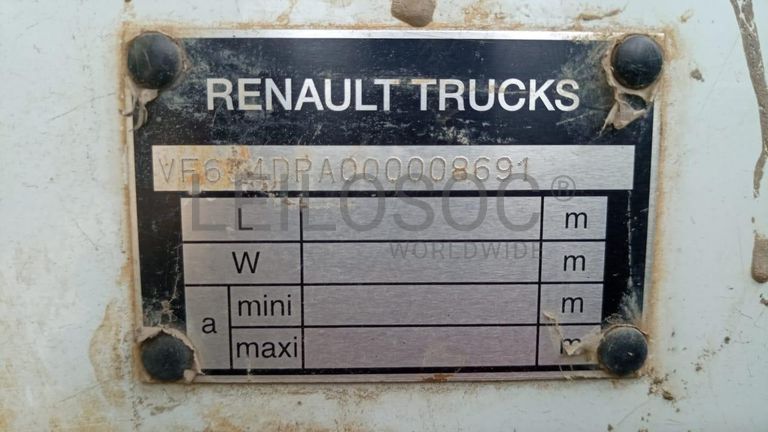 RENAULT TRUCKS
LEILOSOC®
WORLDWIDE
L m
W m
a mini m
maxi m